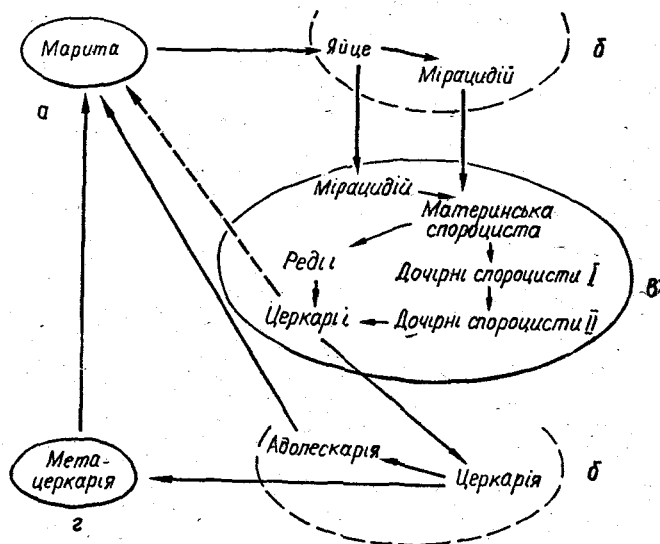 Марита
а
Яйце
Мірацидій
б
Мірацидій
Материнська
спороциста
Редії
Дочірні спороцисти I
Церкарії
Дочірні спороцисти II
в
Адолескарія
Мета-
церкарія
Церкарія
б
г